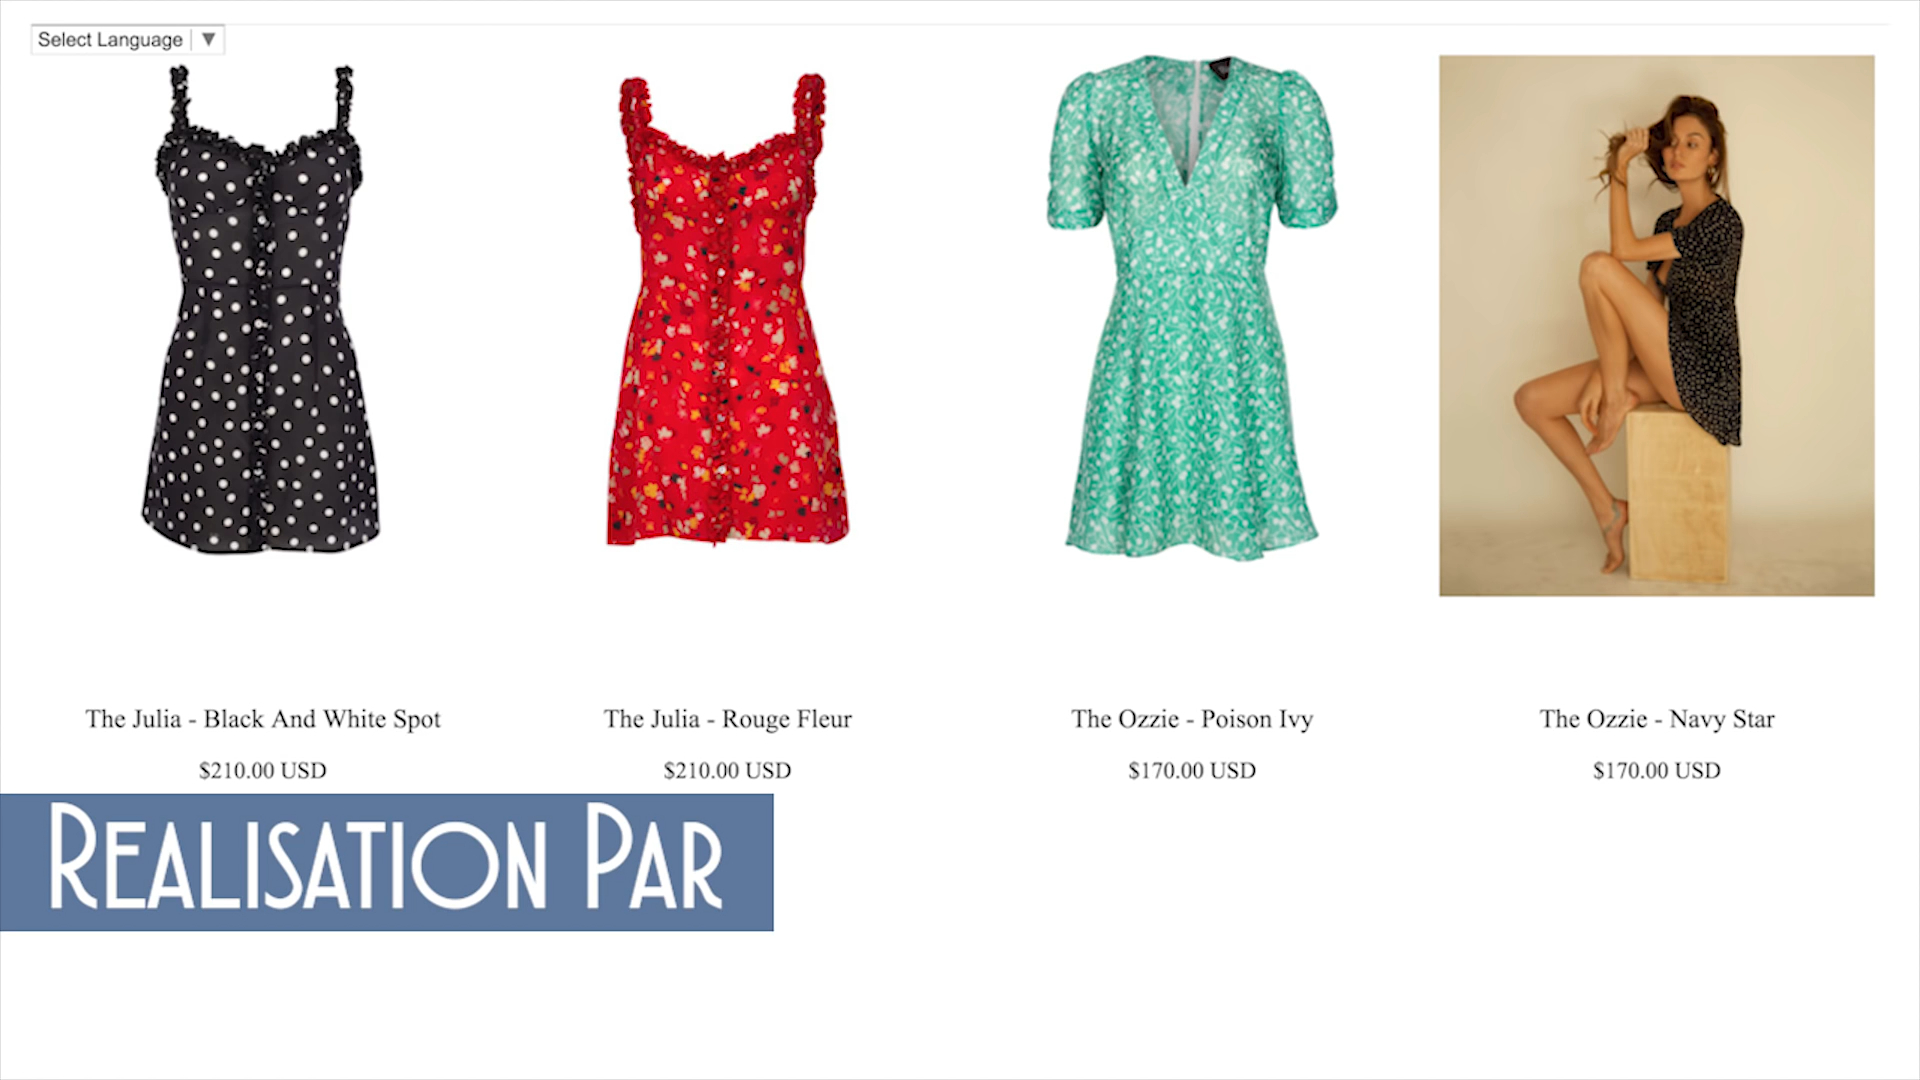 Select Language ▼
The Julia - Black And White Spot
The Julia - Rouge Fleur
The Ozzie - Poison Ivy
The Ozzie - Navy Star
$210.00 USD
$210.00 USD
$170.00 USD
$170.00 USD
REALISATION PAR